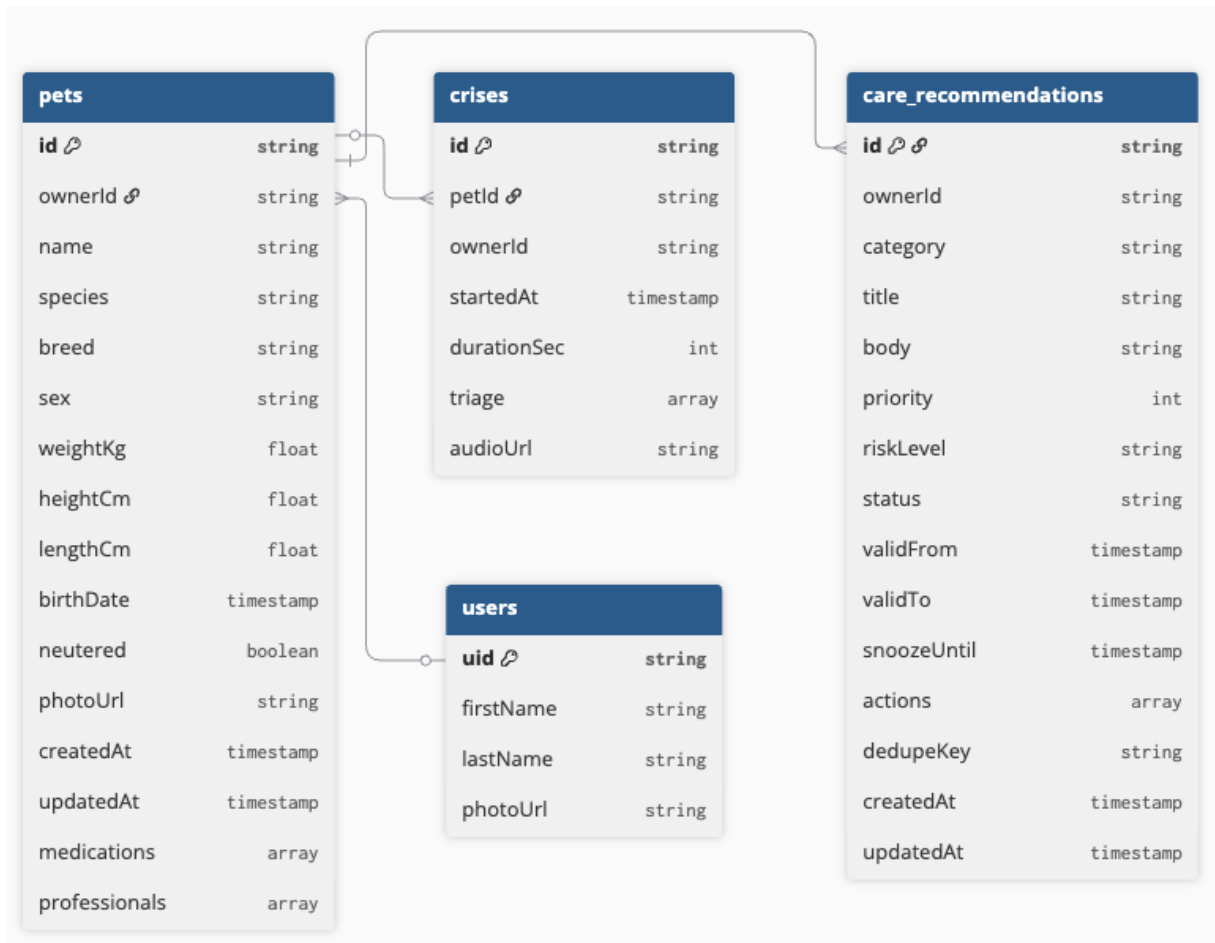 pets
id string
ownerId string
name string
species string
breed string
sex string
weightKg float
heightCm float
lengthCm float
birthDate timestamp
neutered boolean
photoUrl string
createdAt timestamp
updatedAt timestamp
medications array
professionals array
crises
id string
petId string
ownerId string
startedAt timestamp
durationSec int
triage array
audioUrl string
users
uid string
firstName string
lastName string
photoUrl string
care_recommendations
id string
ownerId string
category string
title string
body string
priority int
riskLevel string
status string
validFrom timestamp
validTo timestamp
snoozeUntil timestamp
actions array
dedupeKey string
createdAt timestamp
updatedAt timestamp